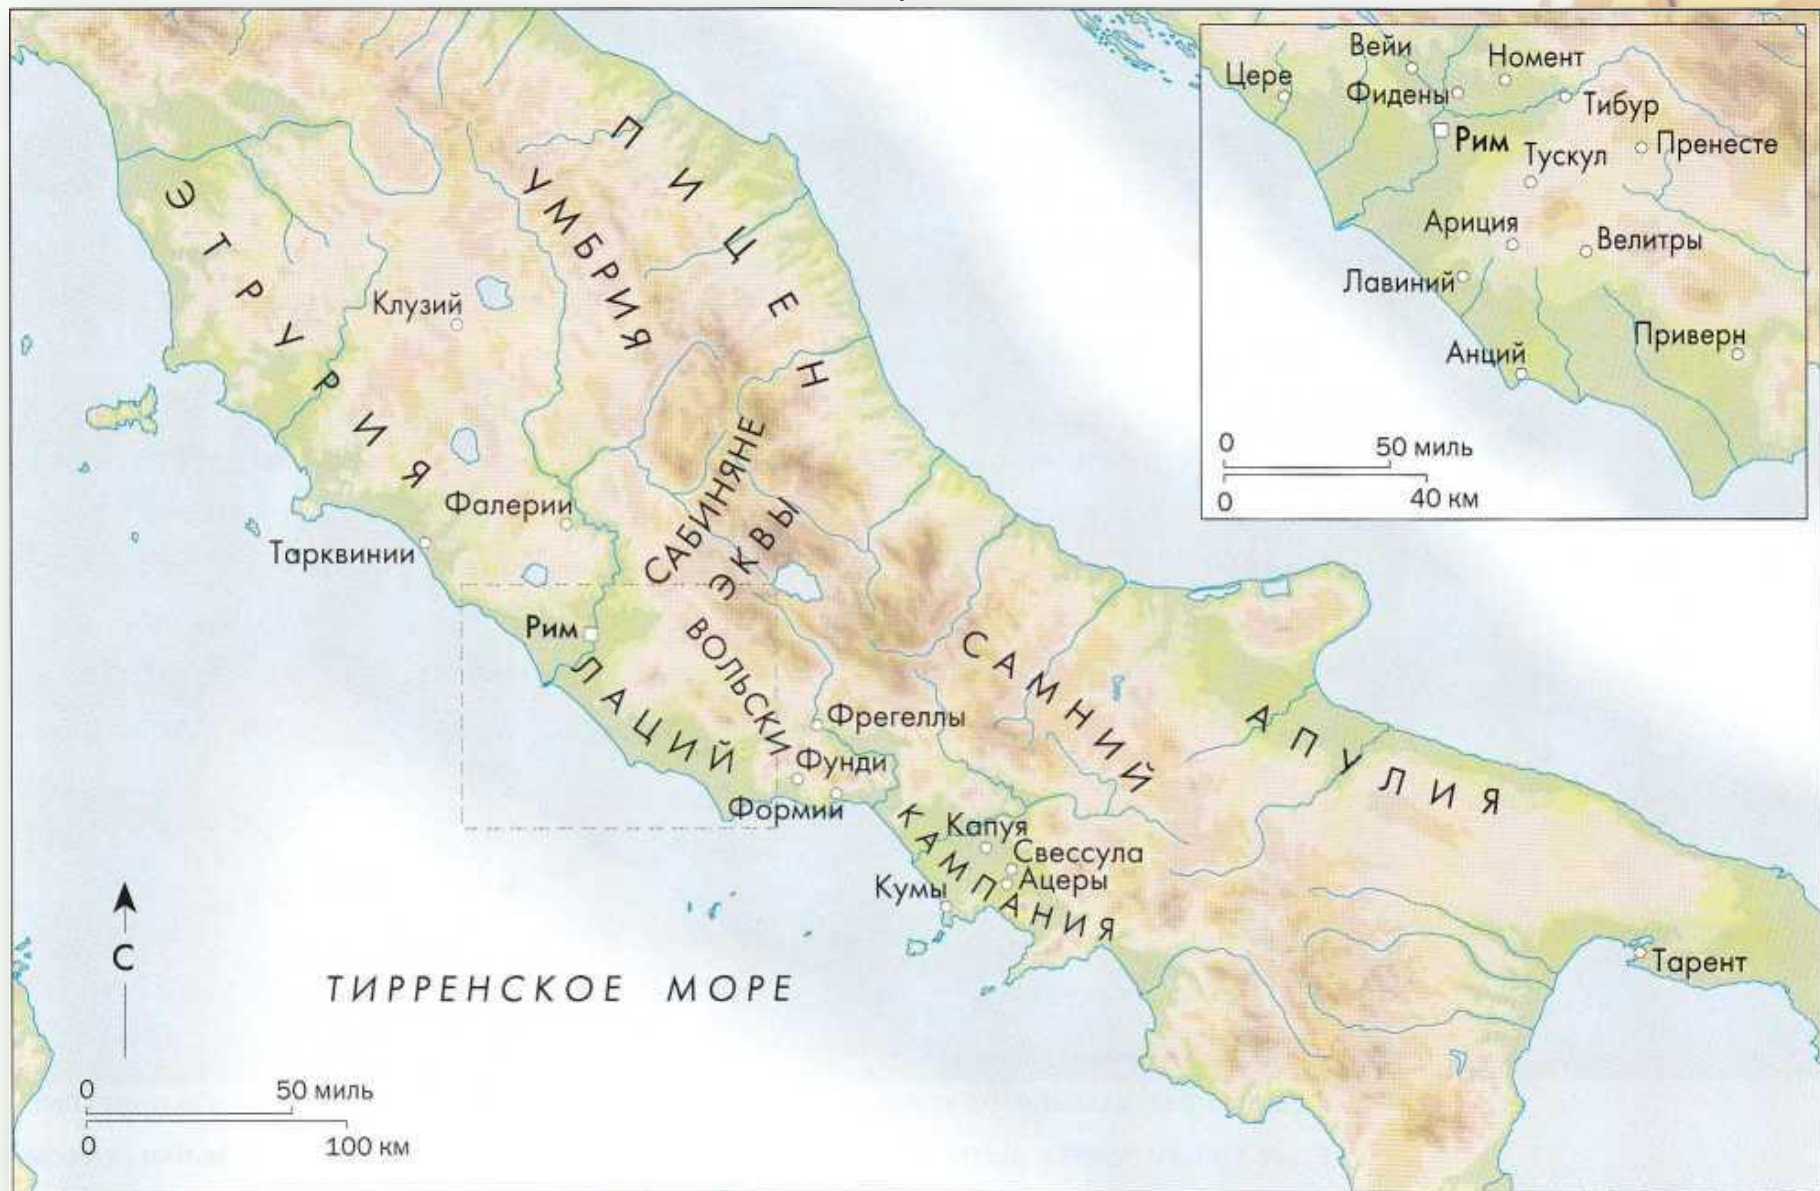 ПИЦЕН
УМБРИЯ
ЭТРУРИЯ
Клузий
САБИНЯНЕ
ЭКВЫ
Фалерии
Тарквинии
Рим
ЛАЦИЙ
ВОЛЬСКИ
Фрегеллы
Фунди
Формии
САМНИЙ
АПУЛИЯ
КАМПАНИЯ
Капуя
Свессула
Ацеры
Кумы
Тарент
ТИРРЕНСКОЕ МОРЕ
С
0 50 миль
0 100 км
Вейи
Номент
Цере
Фидены
Тибур
Рим
Тускул
Пренесте
Ариция
Велитры
Лавиний
Приверн
Анций
0 50 миль
0 40 км